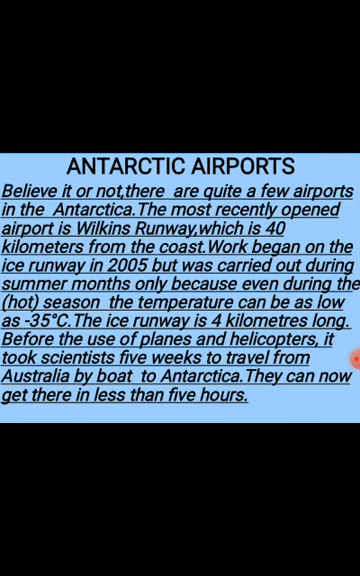 ANTARCTIC AIRPORTS
Believe it or not,there are quite a few airports
in the Antarctica.The most recently opened
airport is Wilkins Runway,which is 40
kilometers from the coast.Work began on the
ice runway in 2005 but was carried out during
summer months only because even during the
(hot) season the temperature can be as low
as -35°C.The ice runway is 4 kilometres long.
Before the use of planes and helicopters, it
took scientists five weeks to travel from
Australia by boat to Antarctica.They can now
get there in less than five hours.